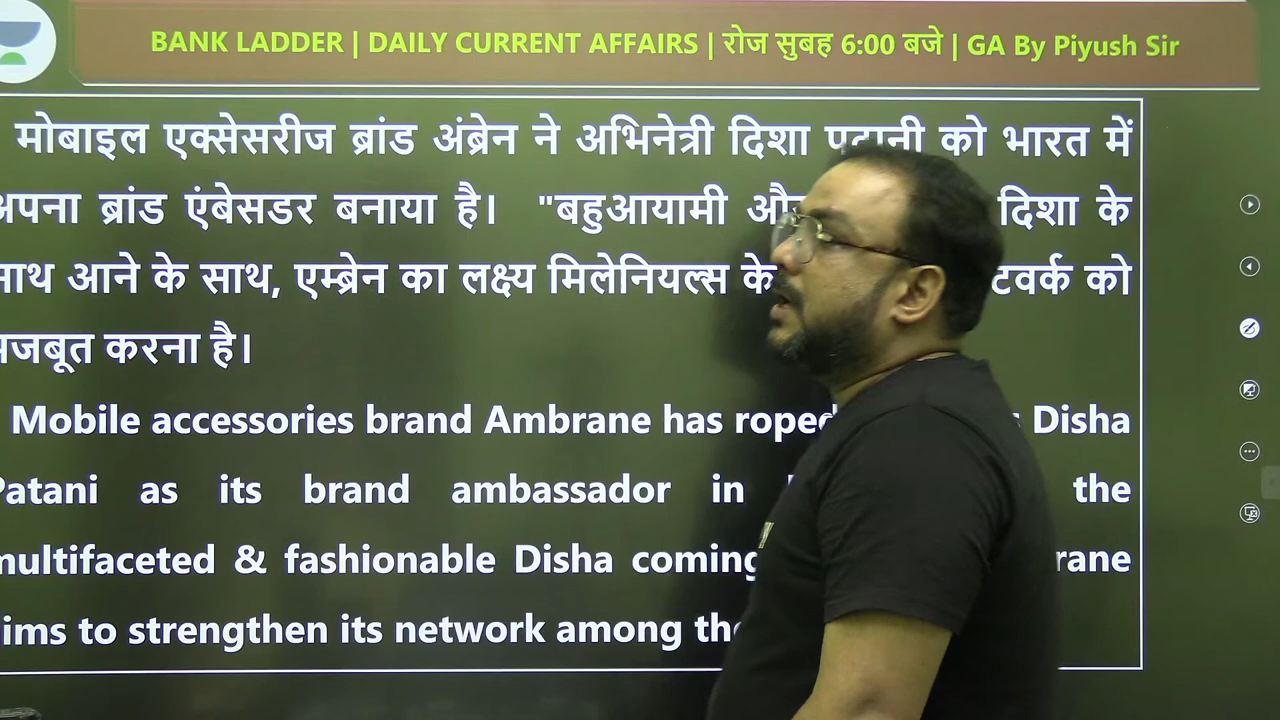 BANK LADDER | DAILY CURRENT AFFAIRS | रोज सुबह 6:00 बजे | GA By Piyush Sir
मोबाइल एक्सेसरीज ब्रांड अंब्रेन ने अभिनेत्री दिशा पटानी को भारत में
अपना ब्रांड एंबेसडर बनाया है। "बहुआयामी और दिशा के
साथ आने के साथ, एम्ब्रेन का लक्ष्य मिलेनियल्स के को
मजबूत करना है।
Mobile accessories brand Ambrane has roped Disha
Patani as its brand ambassador in the
multifaceted & fashionable Disha coming
aims to strengthen its network among the